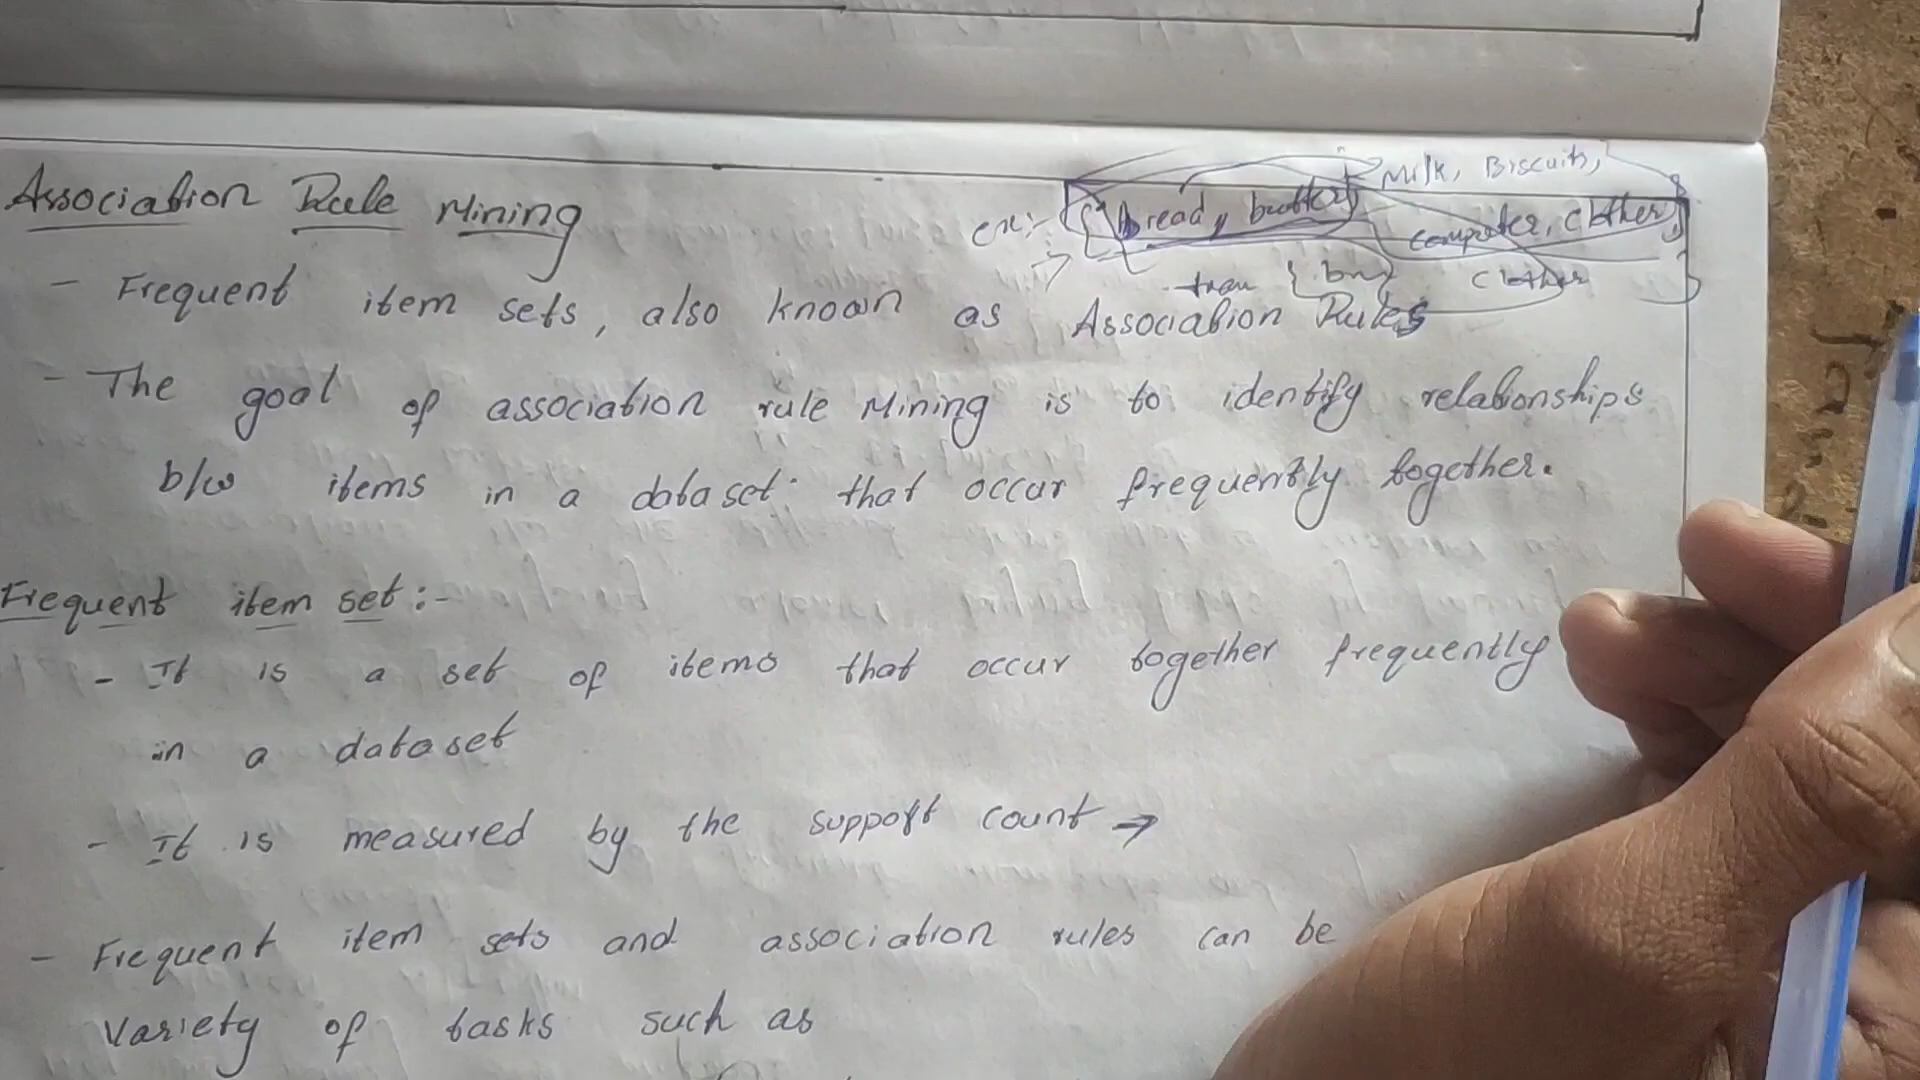 Association Rule Mining
ex:- { bread, butter } Milk, Biscuits,
computer, clother }
{ bn } clother
- Frequent item sets, also known as Association Rules
- The goal of association rule Mining is to identify relationships
b/w items in a dataset that occur frequently together.
Frequent item set :-
- It is a set of items that occur together frequently
in a dataset
- It is measured by the support count →
- Frequent item sets and association rules can be
variety of tasks such as